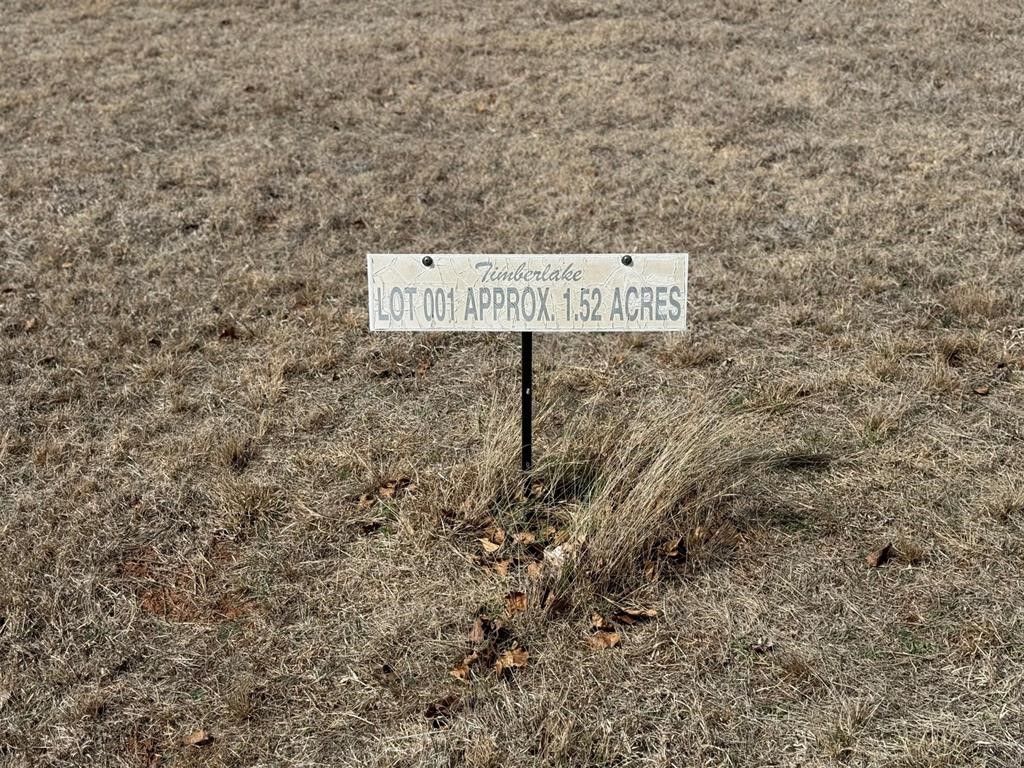 Timberlake
LOT 001 APPROX. 1.52 ACRES